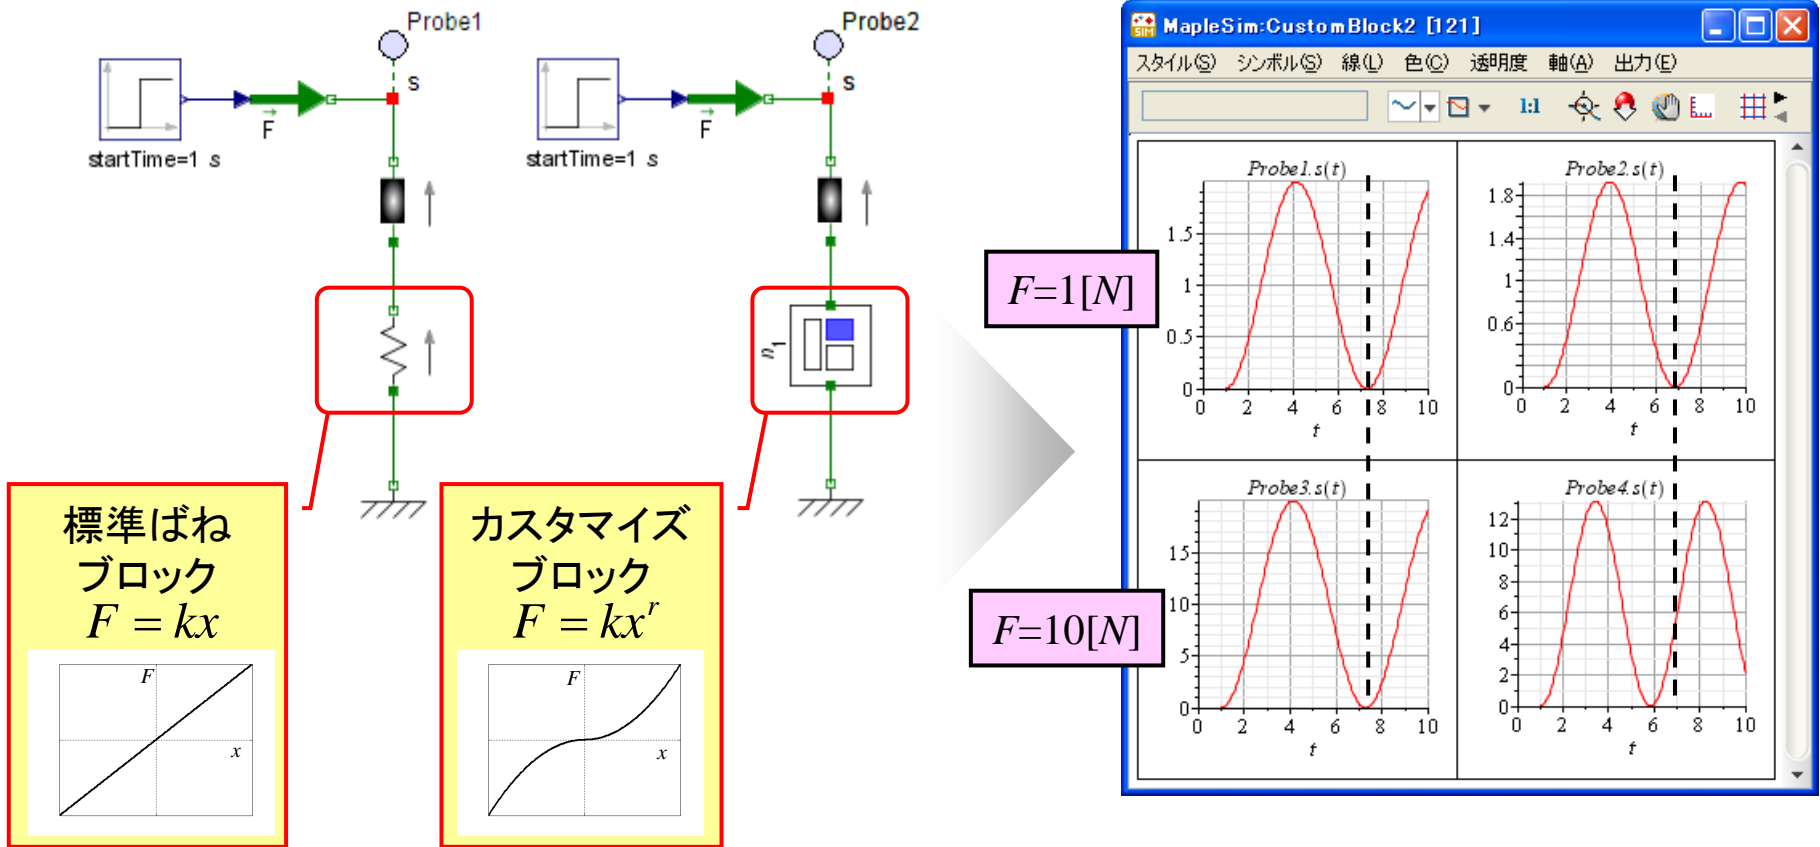 Probe1
s
F
startTime=1 s
Probe2
s
F
startTime=1 s
n1
標準ばね
ブロック
F = kx
F
x
カスタマイズ
ブロック
F = kx^r
F
x
F=1[N]
F=10[N]
MapleSim:CustomBlock2 [121]
スタイル(S) シンボル(S) 線(L) 色(C) 透明度 軸(A) 出力(E)
1:1
Probe1.s(t)
1.5
1
0.5
0
0 2 4 6 8 10
t
Probe2.s(t)
1.8
1.4
1
0.6
0
0 2 4 6 8 10
t
Probe3.s(t)
15
10
5
0
0 2 4 6 8 10
t
Probe4.s(t)
12
10
8
6
4
2
0
0 2 4 6 8 10
t